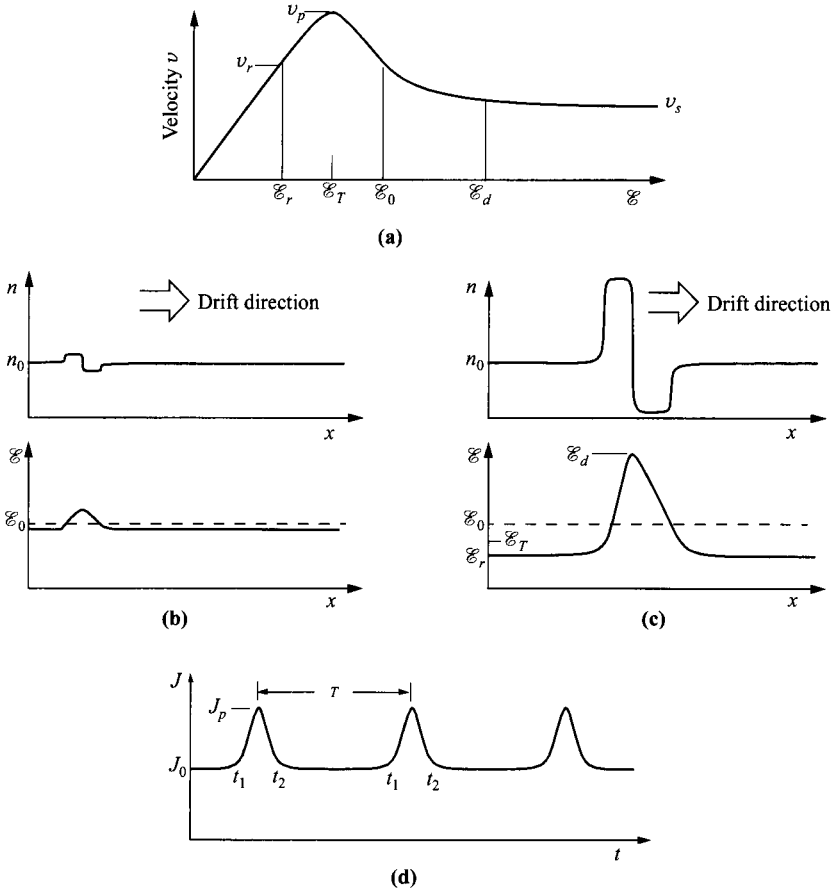 v_p
v_r
Velocity v
v_s
ℰ_r ℰ_T ℰ_0 ℰ_d ℰ
(a)
n
Drift direction
n_0
x
ℰ
ℰ_0
x
(b)
n
Drift direction
n_0
x
ℰ
ℰ_d
ℰ_0
ℰ_T
ℰ_r
x
(c)
J
T
J_p
J_0
t_1 t_2 t_1 t_2
t
(d)